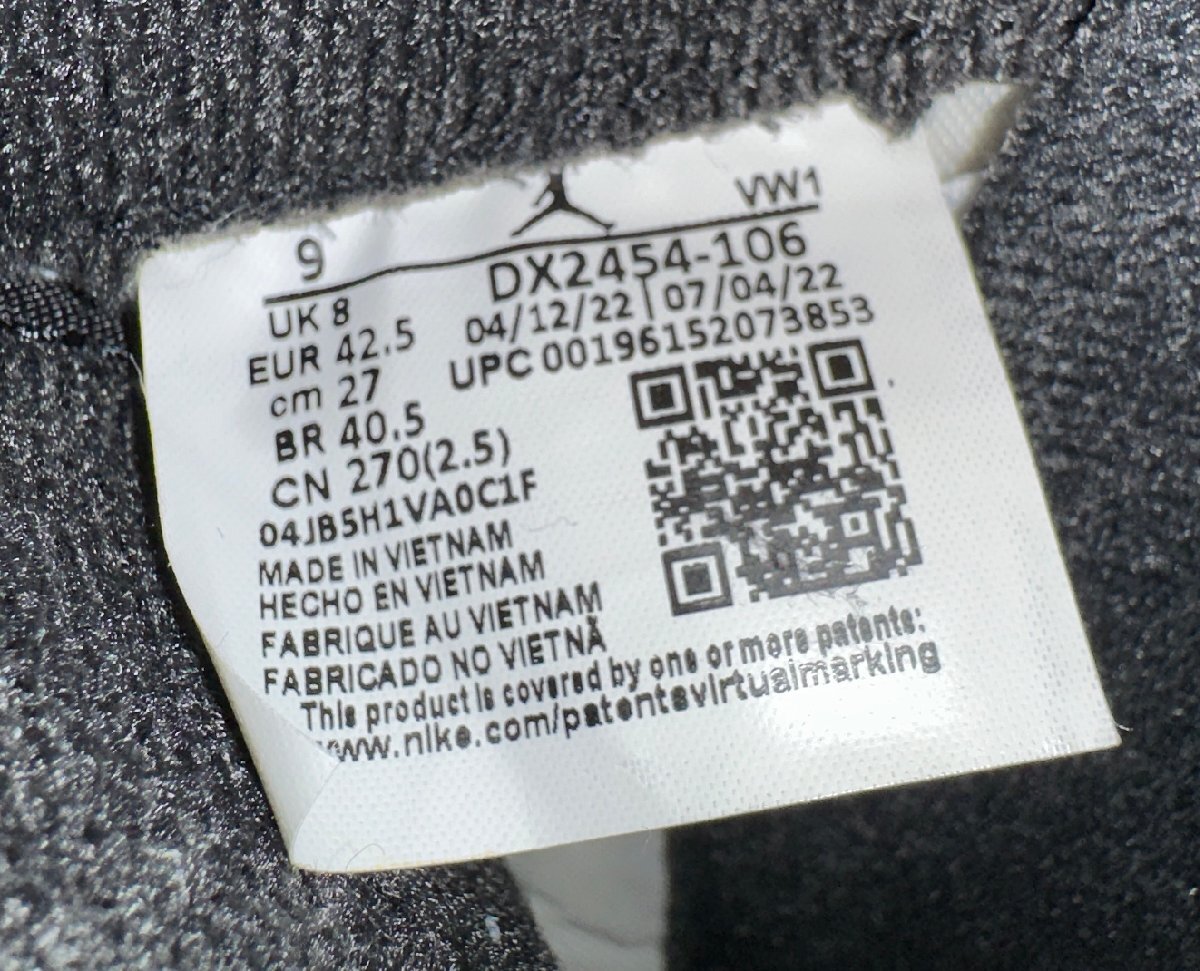 9 VW1
UK 8 DX2454-106
EUR 42.5 04/12/22 | 07/04/22
cm 27 UPC 00196152073853
BR 40.5
CN 270(2.5)
04JB5H1VA0C1F
MADE IN VIETNAM
HECHO EN VIETNAM
FABRIQUE AU VIETNAM
FABRICADO NO VIETNÃ
This product is covered by one or more patents:
www.nike.com/patentsvirtualmarking